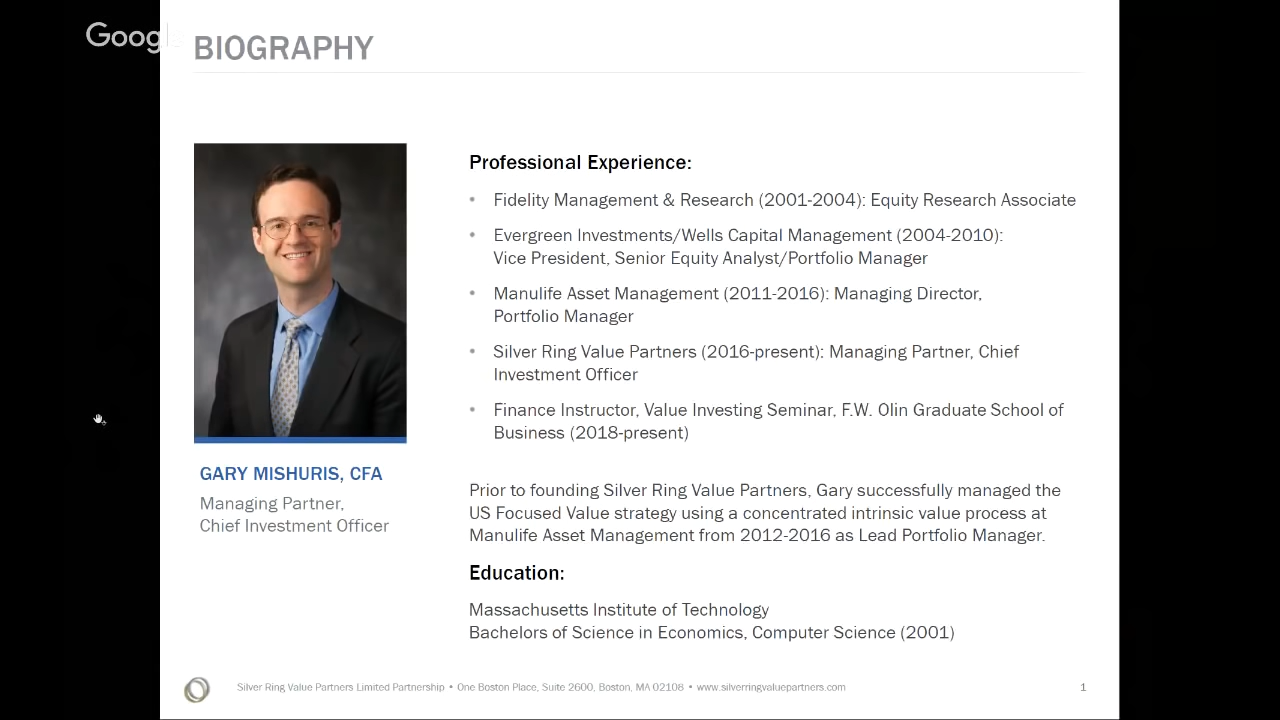 Google
BIOGRAPHY
Professional Experience:
• Fidelity Management & Research (2001-2004): Equity Research Associate
• Evergreen Investments/Wells Capital Management (2004-2010):
Vice President, Senior Equity Analyst/Portfolio Manager
• Manulife Asset Management (2011-2016): Managing Director,
Portfolio Manager
• Silver Ring Value Partners (2016-present): Managing Partner, Chief
Investment Officer
• Finance Instructor, Value Investing Seminar, F.W. Olin Graduate School of
Business (2018-present)
GARY MISHURIS, CFA
Managing Partner,
Chief Investment Officer
Prior to founding Silver Ring Value Partners, Gary successfully managed the
US Focused Value strategy using a concentrated intrinsic value process at
Manulife Asset Management from 2012-2016 as Lead Portfolio Manager.
Education:
Massachusetts Institute of Technology
Bachelors of Science in Economics, Computer Science (2001)
Silver Ring Value Partners Limited Partnership • One Boston Place, Suite 2600, Boston, MA 02108 • www.silverringvaluepartners.com
1